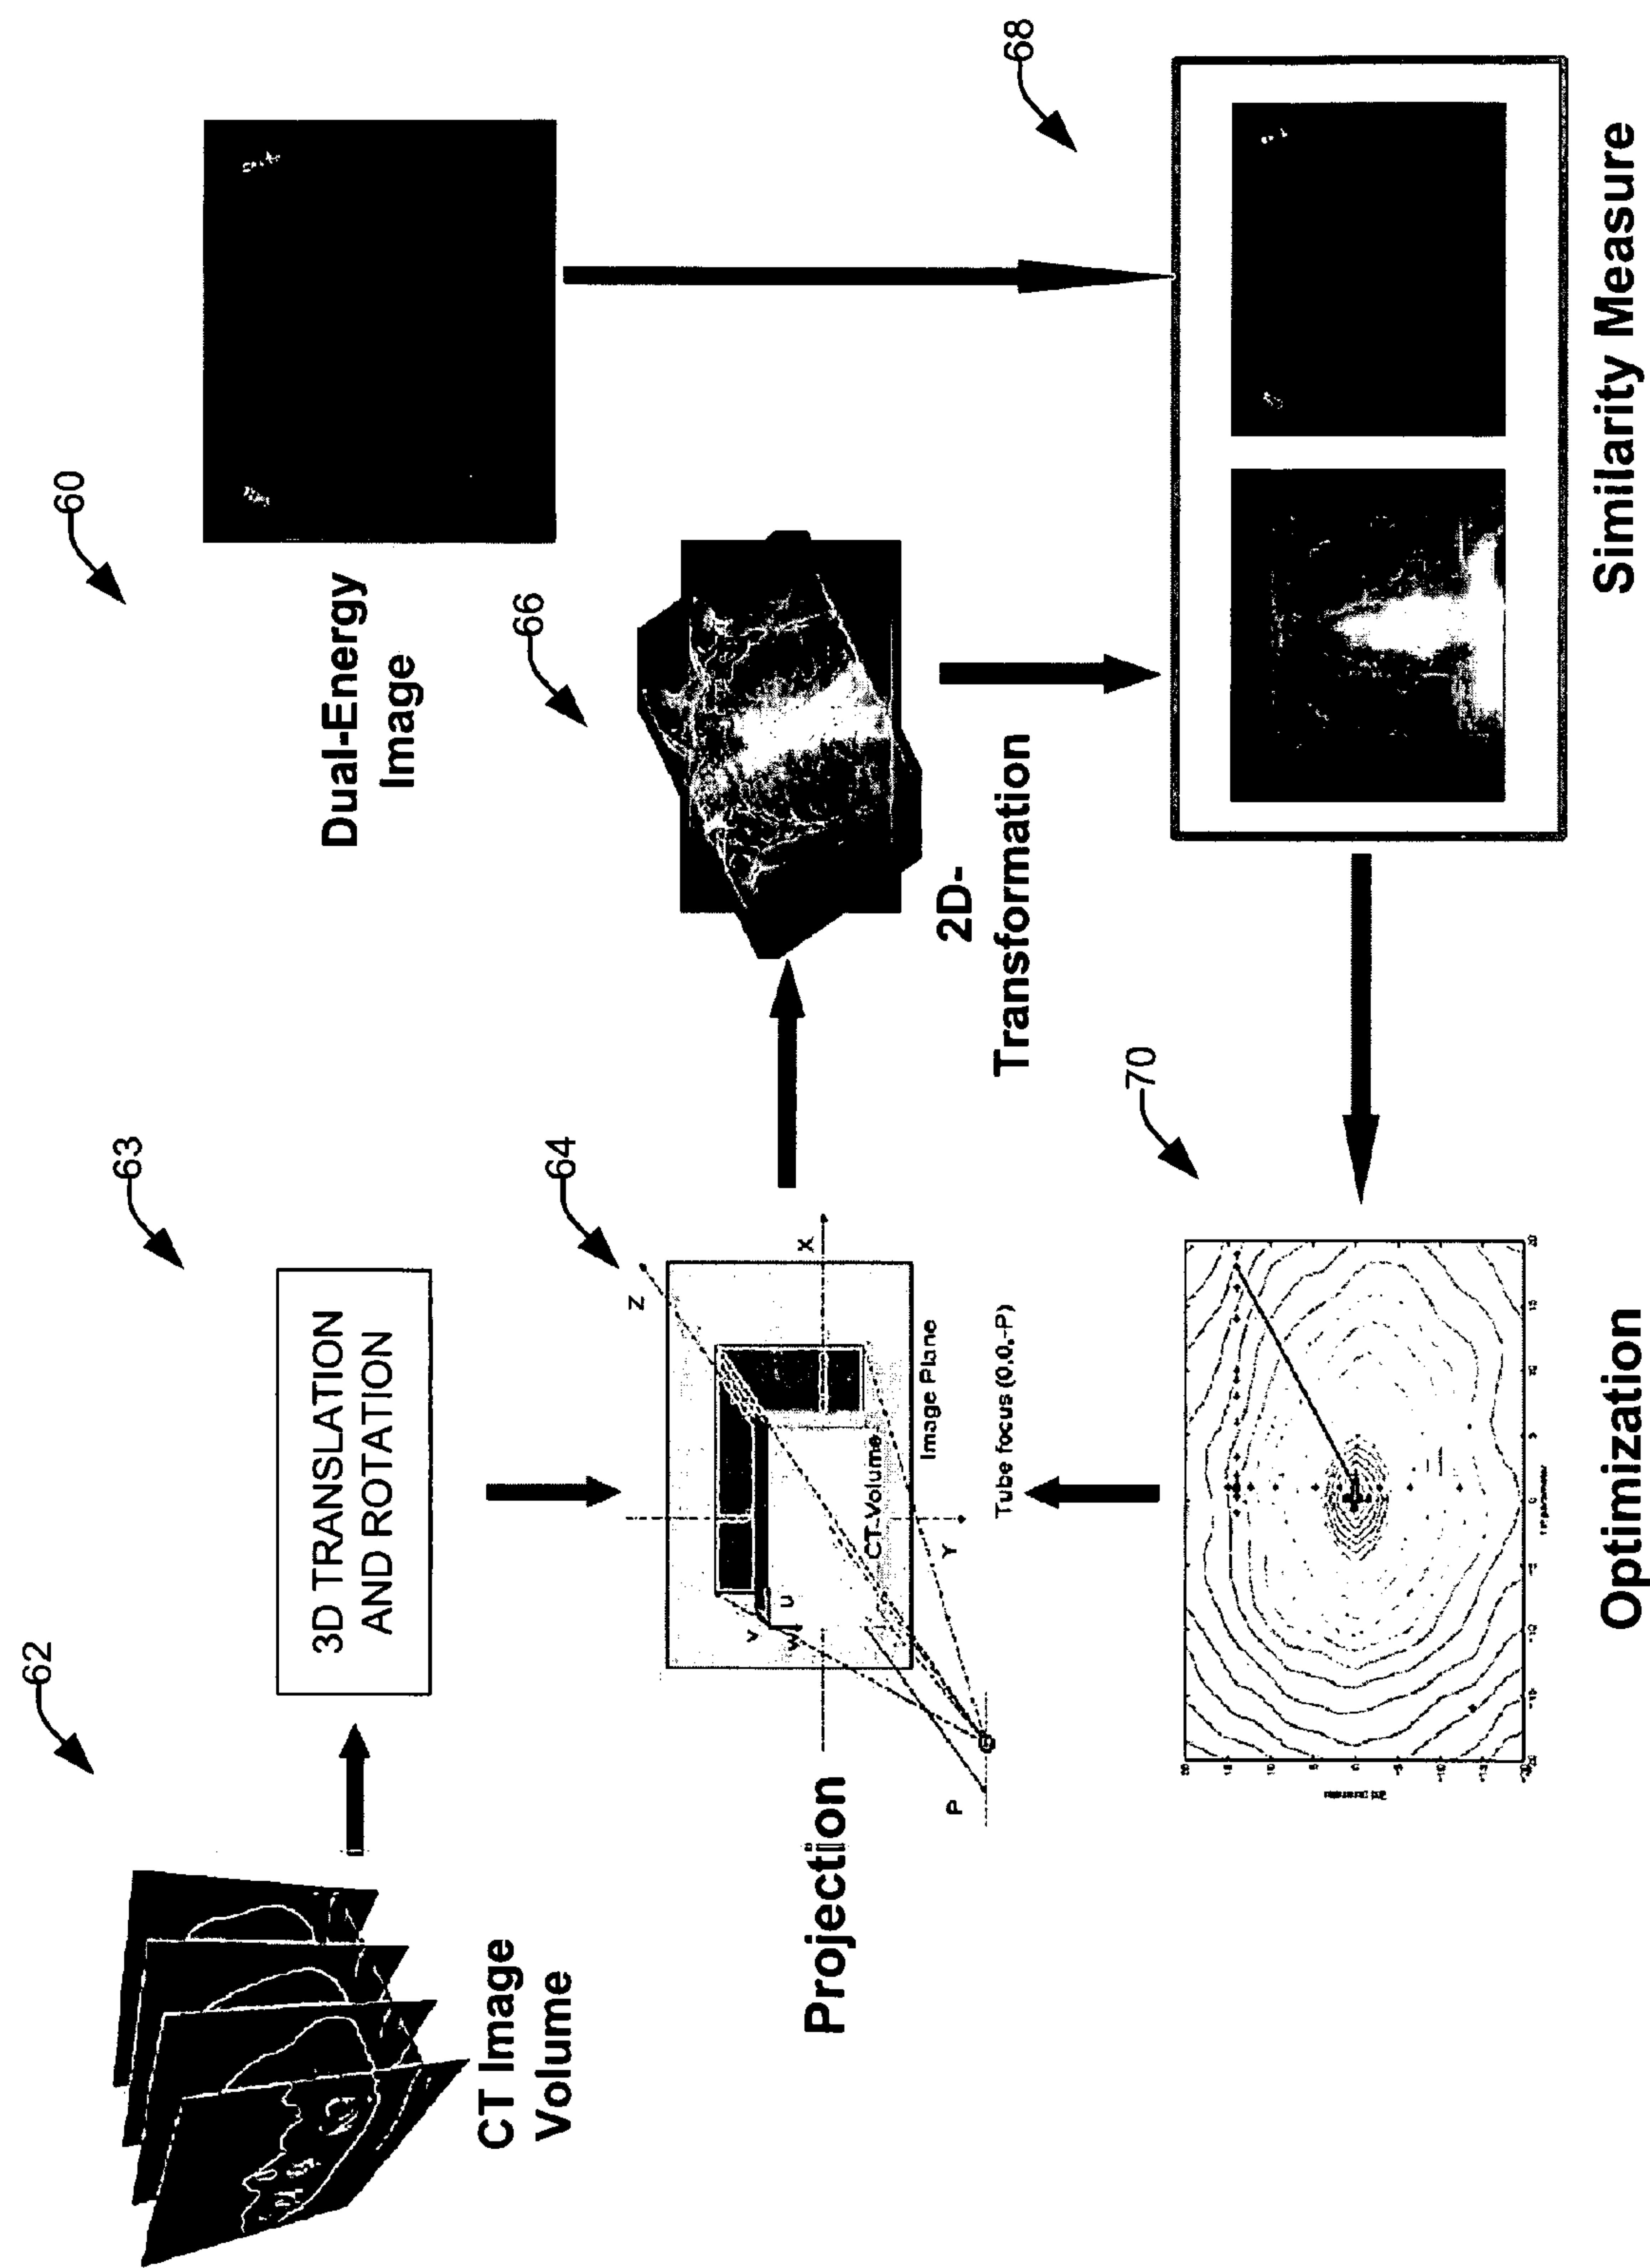 62
CT Image
Volume
3D TRANSLATION
AND ROTATION
63
60
Dual-Energy
Image
Projection
64
Z
X
Y
v
u
w
P
CT-Volume
Image Plane
Tube focus (0.0.-P)
66
2D-
Transformation
68
Similarity Measure
70
Optimization